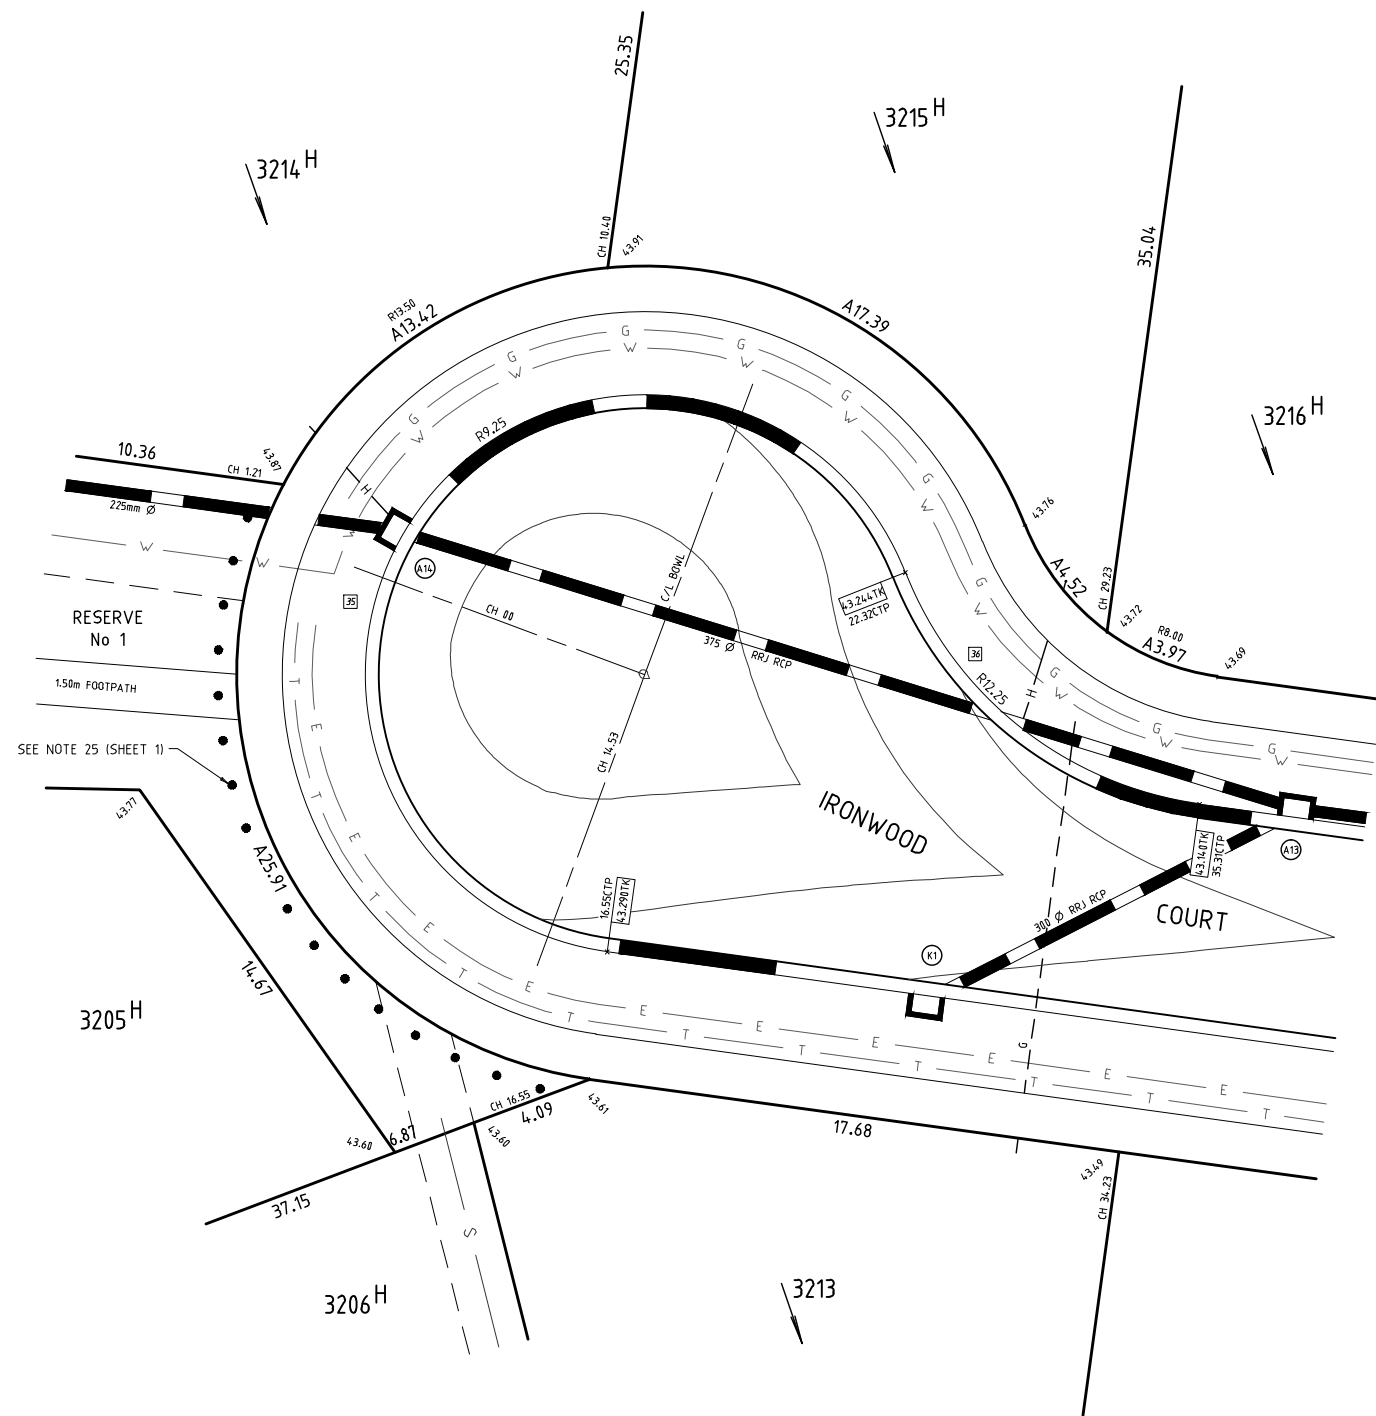 25.35
3215 H
3214 H
35.04
CH 10.40
43.91
R13.50
A13.42
A17.39
3216 H
G
W
G
W
G
W
G
W
G
W
G
W
R9.25
10.36
CH 1.21
43.87
225mm Ø
H
W
W
W
43.76
A4.52
CH 29.23
43.72
R8.00
A3.97
43.69
A14
35
CH 00
C/L BOWL
43.244TK
22.32CTP
RESERVE
No 1
1.50m FOOTPATH
375 Ø RRJ RCP
36
R12.25
H
G
W
G
W
G
W
G
W
G
W
SEE NOTE 25 (SHEET 1)
CH 14.53
43.77
IRONWOOD
A13
43.140TK
35.31CTP
COURT
300 Ø RRJ RCP
K1
16.55CTP
43.290TK
A25.91
14.67
T
E
T
E
T
E
T
E
T
E
T
E
T
E
T
E
T
E
T
E
T
G
3205 H
CH 16.55
4.09
43.61
43.60
6.87
43.60
37.15
17.68
43.49
CH 34.23
S
3206 H
3213